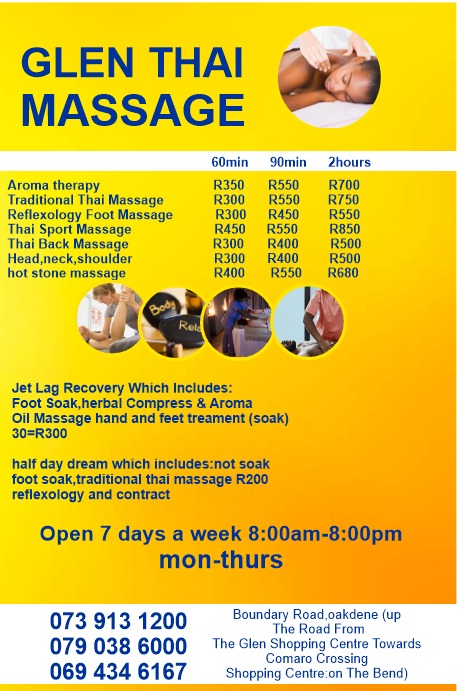 GLEN THAI
MASSAGE
60min 90min 2hours
Aroma therapy R350 R550 R700
Traditional Thai Massage R300 R550 R750
Reflexology Foot Massage R300 R450 R550
Thai Sport Massage R450 R550 R850
Thai Back Massage R300 R400 R500
Head,neck,shoulder R300 R400 R500
hot stone massage R400 R550 R680
Body
Rela
Jet Lag Recovery Which Includes:
Foot Soak,herbal Compress & Aroma
Oil Massage hand and feet treament (soak)
30=R300
half day dream which includes:not soak
foot soak,traditional thai massage R200
reflexology and contract
Open 7 days a week 8:00am-8:00pm
mon-thurs
073 913 1200
079 038 6000
069 434 6167
Boundary Road,oakdene (up
The Road From
The Glen Shopping Centre Towards
Comaro Crossing
Shopping Centre:on The Bend)